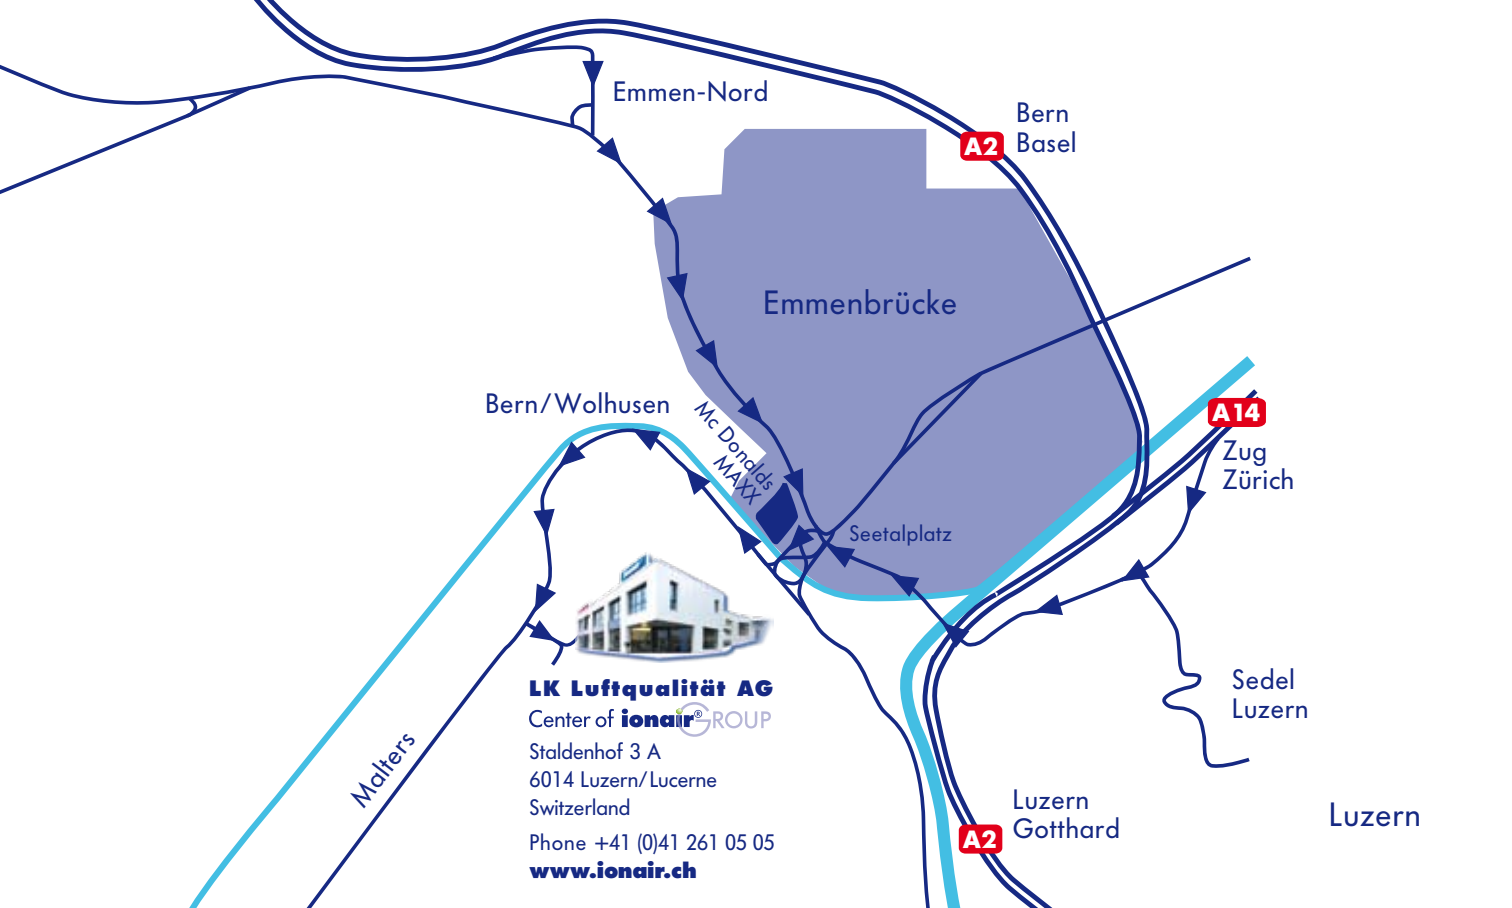 Emmen-Nord
Bern
Basel
A2
Emmenbrücke
Bern/Wolhusen
Mc Donalds
MAXX
A14
Zug
Zürich
Seetalplatz
Sedel
Luzern
LK Luftqualität AG
Center of ionair® GROUP
Staldenhof 3 A
6014 Luzern/Lucerne
Switzerland
Phone +41 (0)41 261 05 05
www.ionair.ch
Malters
Luzern
Gotthard
A2
Luzern